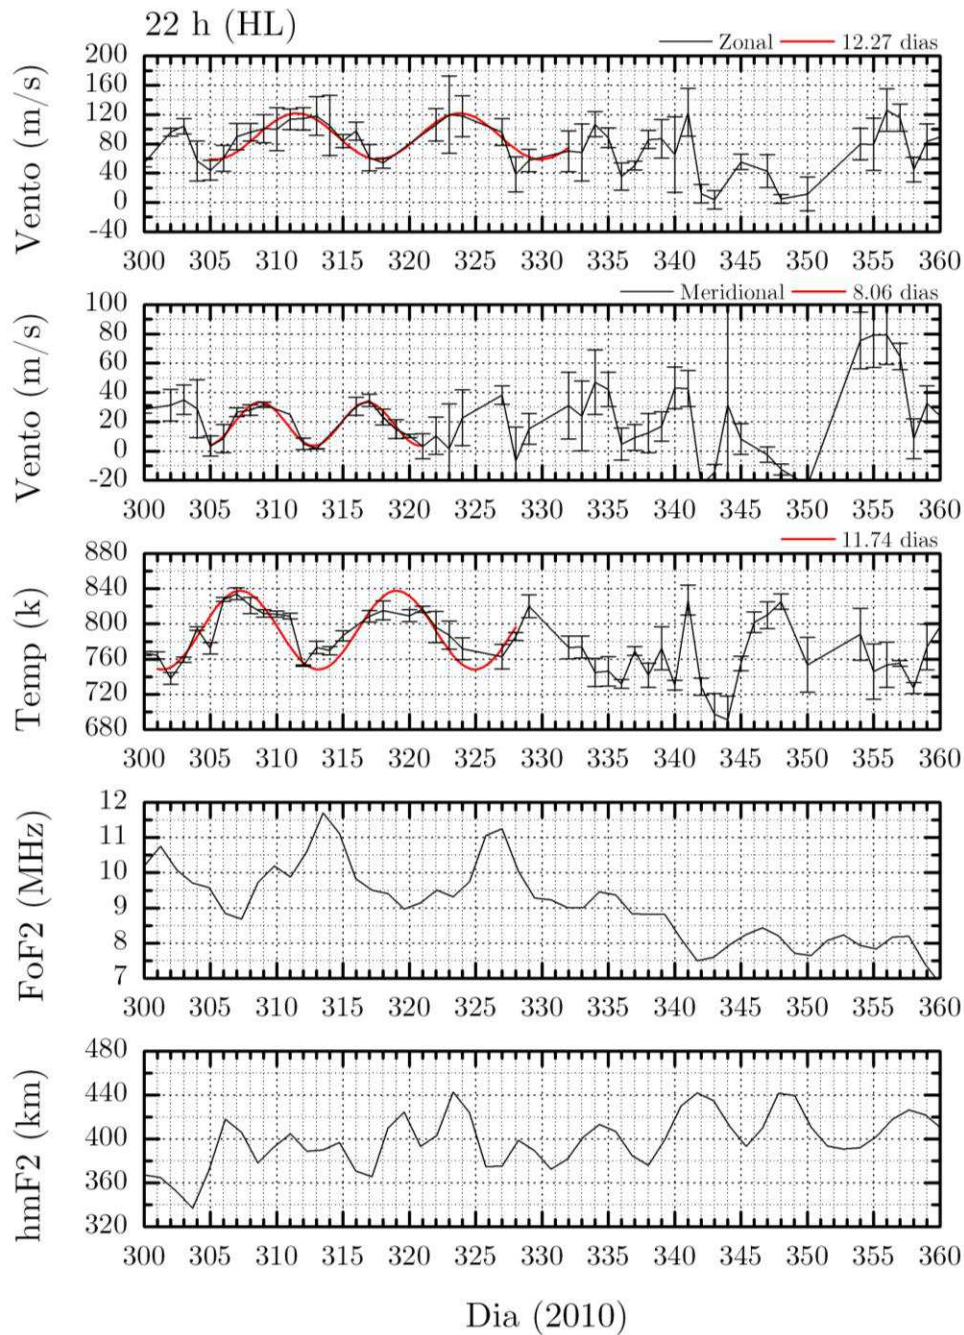 22 h (HL)
Zonal 12.27 dias
Vento (m/s)
200
160
120
80
40
0
-40
300 305 310 315 320 325 330 335 340 345 350 355 360
Meridional 8.06 dias
Vento (m/s)
100
80
60
40
20
0
-20
300 305 310 315 320 325 330 335 340 345 350 355 360
11.74 dias
Temp (k)
880
840
800
760
720
680
300 305 310 315 320 325 330 335 340 345 350 355 360
FoF2 (MHz)
12
11
10
9
8
7
300 305 310 315 320 325 330 335 340 345 350 355 360
hmF2 (km)
480
440
400
360
320
300 305 310 315 320 325 330 335 340 345 350 355 360
Dia (2010)